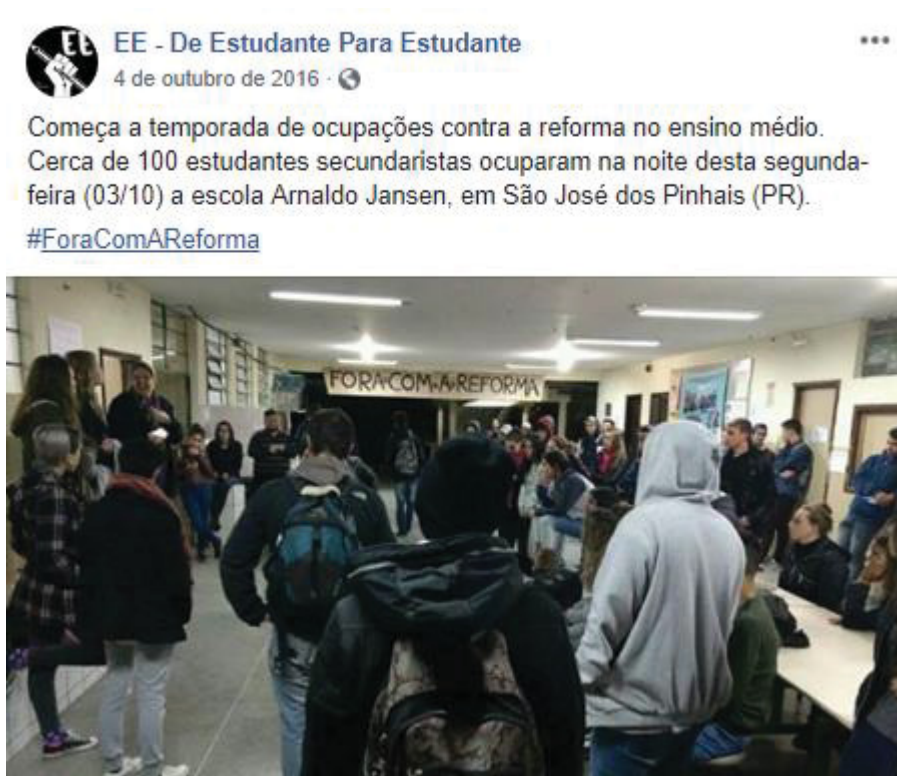 EE
EE - De Estudante Para Estudante
4 de outubro de 2016 ·
Começa a temporada de ocupações contra a reforma no ensino médio.
Cerca de 100 estudantes secundaristas ocuparam na noite desta segunda-
feira (03/10) a escola Arnaldo Jansen, em São José dos Pinhais (PR).
#ForaComAReforma
FORA•COM•A•REFORMA